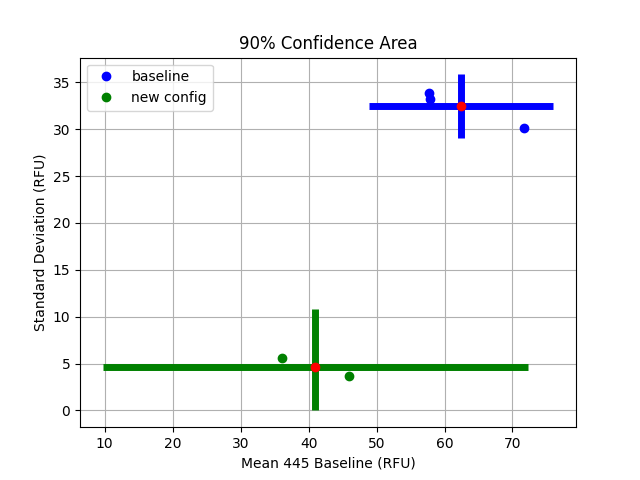 90% Confidence Area
baseline
new config
Standard Deviation (RFU)
35
30
25
20
15
10
5
0
10 20 30 40 50 60 70
Mean 445 Baseline (RFU)